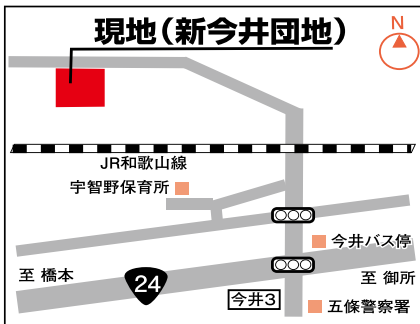 現地(新今井団地)
N
JR和歌山線
宇智野保育所
今井バス停
至 橋本
24
至 御所
今井3
五條警察署